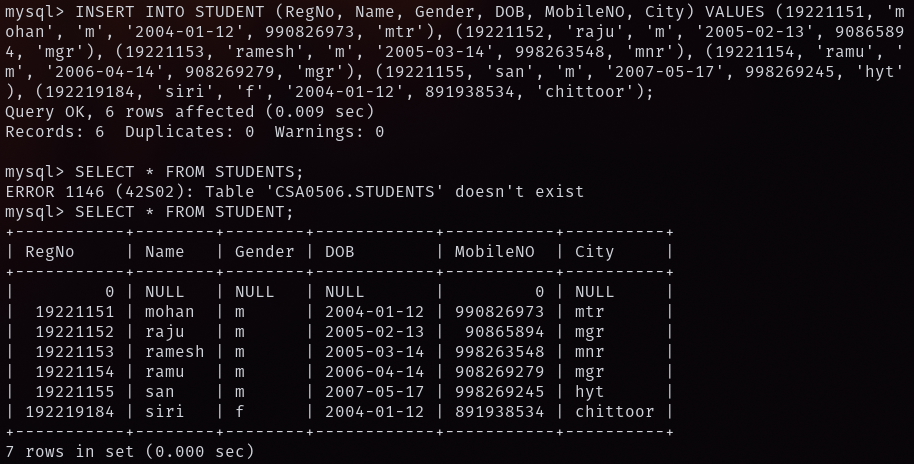 mysql> INSERT INTO STUDENT (RegNo, Name, Gender, DOB, MobileNO, City) VALUES (19221151, 'm
ohan', 'm', '2004-01-12', 990826973, 'mtr'), (19221152, 'raju', 'm', '2005-02-13', 9086589
4, 'mgr'), (19221153, 'ramesh', 'm', '2005-03-14', 998263548, 'mnr'), (19221154, 'ramu', '
m', '2006-04-14', 908269279, 'mgr'), (19221155, 'san', 'm', '2007-05-17', 998269245, 'hyt'
), (192219184, 'siri', 'f', '2004-01-12', 891938534, 'chittoor');
Query OK, 6 rows affected (0.009 sec)
Records: 6  Duplicates: 0  Warnings: 0

mysql> SELECT * FROM STUDENTS;
ERROR 1146 (42S02): Table 'CSA0506.STUDENTS' doesn't exist
mysql> SELECT * FROM STUDENT;
+-----------+--------+--------+------------+-----------+----------+
| RegNo     | Name   | Gender | DOB        | MobileNO  | City     |
+-----------+--------+--------+------------+-----------+----------+
|         0 | NULL   | NULL   | NULL       |         0 | NULL     |
|  19221151 | mohan  | m      | 2004-01-12 | 990826973 | mtr      |
|  19221152 | raju   | m      | 2005-02-13 |  90865894 | mgr      |
|  19221153 | ramesh | m      | 2005-03-14 | 998263548 | mnr      |
|  19221154 | ramu   | m      | 2006-04-14 | 908269279 | mgr      |
|  19221155 | san    | m      | 2007-05-17 | 998269245 | hyt      |
| 192219184 | siri   | f      | 2004-01-12 | 891938534 | chittoor |
+-----------+--------+--------+------------+-----------+----------+
7 rows in set (0.000 sec)